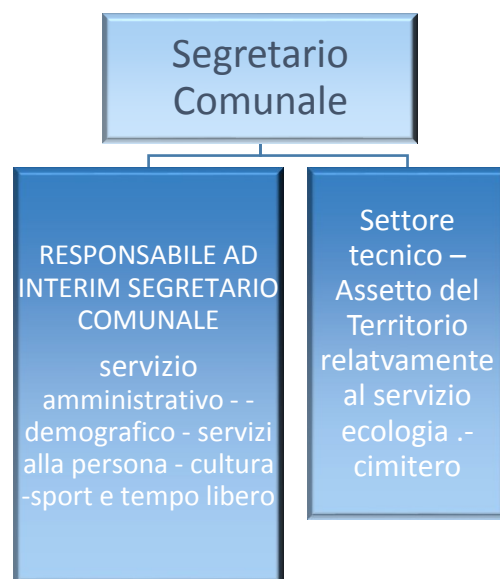 Segretario
Comunale
RESPONSABILE AD
INTERIM SEGRETARIO
COMUNALE
servizio
amministrativo - -
demografico - servizi
alla persona - cultura
-sport e tempo libero
Settore
tecnico –
Assetto del
Territorio
relatvamente
al servizio
ecologia .-
cimitero